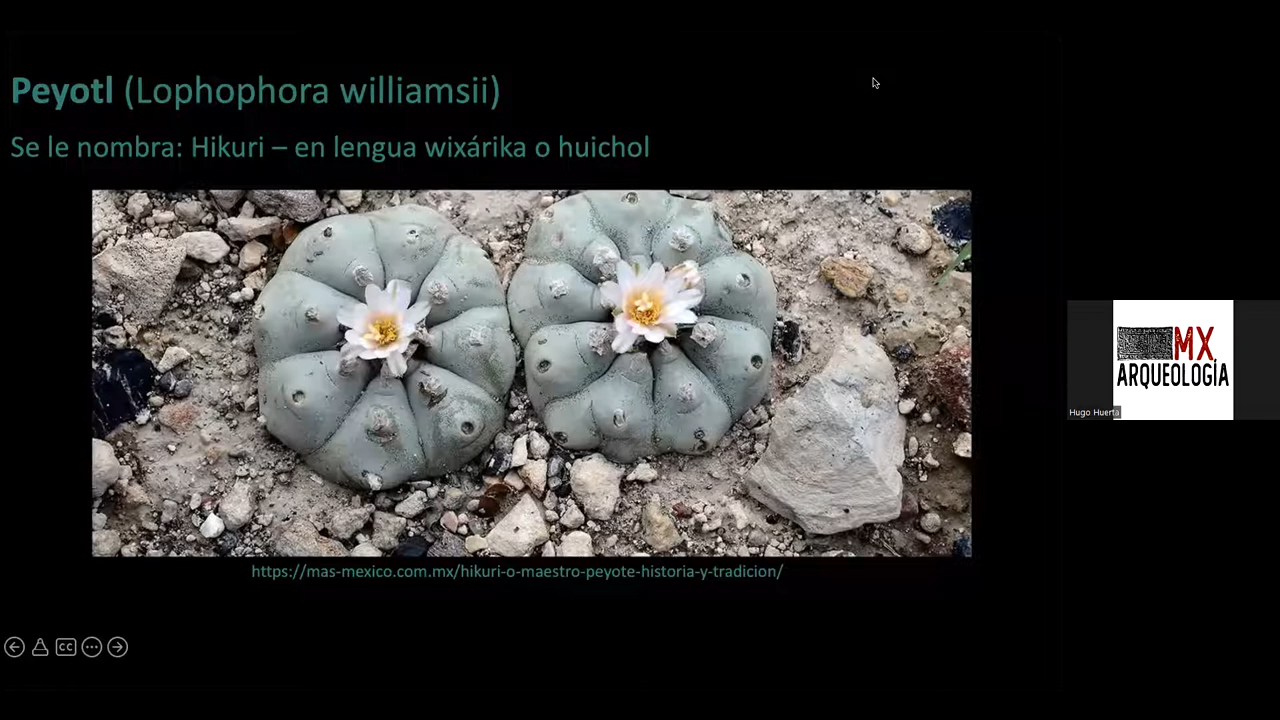 Peyotl (Lophophora williamsii)
Se le nombra: Hikuri – en lengua wixárika o huichol
https://mas-mexico.com.mx/hikuri-o-maestro-peyote-historia-y-tradicion/
MX
ARQUEOLOGÍA
Hugo Huerta
CC